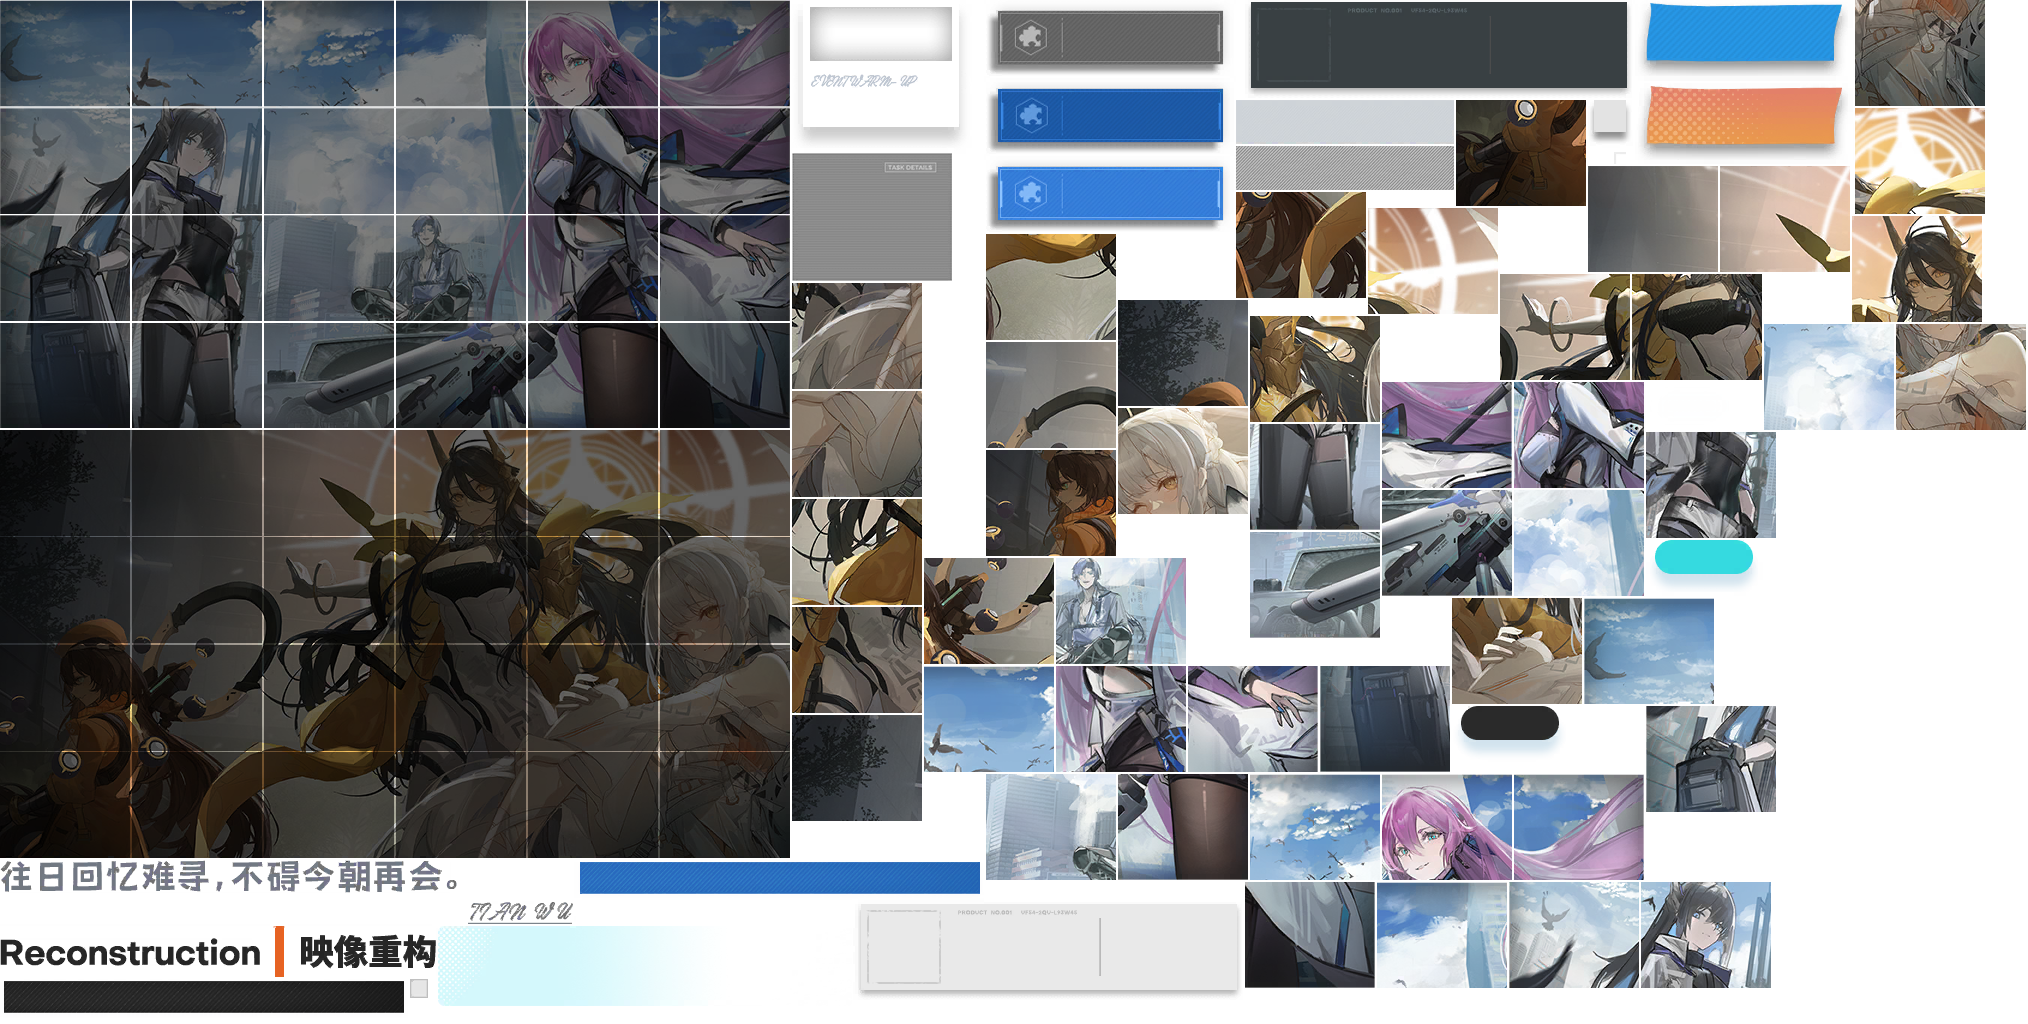 EVENT WARM-UP
TASK DETAILS
PRODUCT NO.001
往日回忆难寻，不碍今朝再会。
TIAN WU
Reconstruction
映像重构
PRODUCT NO.001